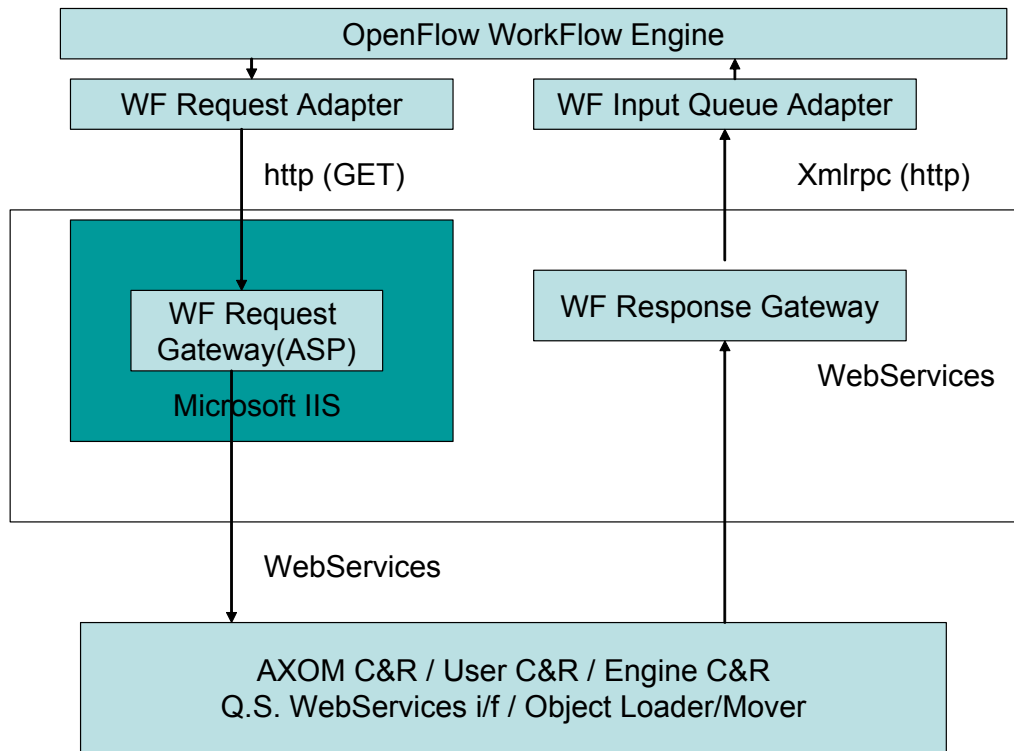 OpenFlow WorkFlow Engine
WF Request Adapter
WF Input Queue Adapter
http (GET)
Xmlrpc (http)
WF Request
Gateway(ASP)
Microsoft IIS
WF Response Gateway
WebServices
WebServices
AXOM C&R / User C&R / Engine C&R
Q.S. WebServices i/f / Object Loader/Mover